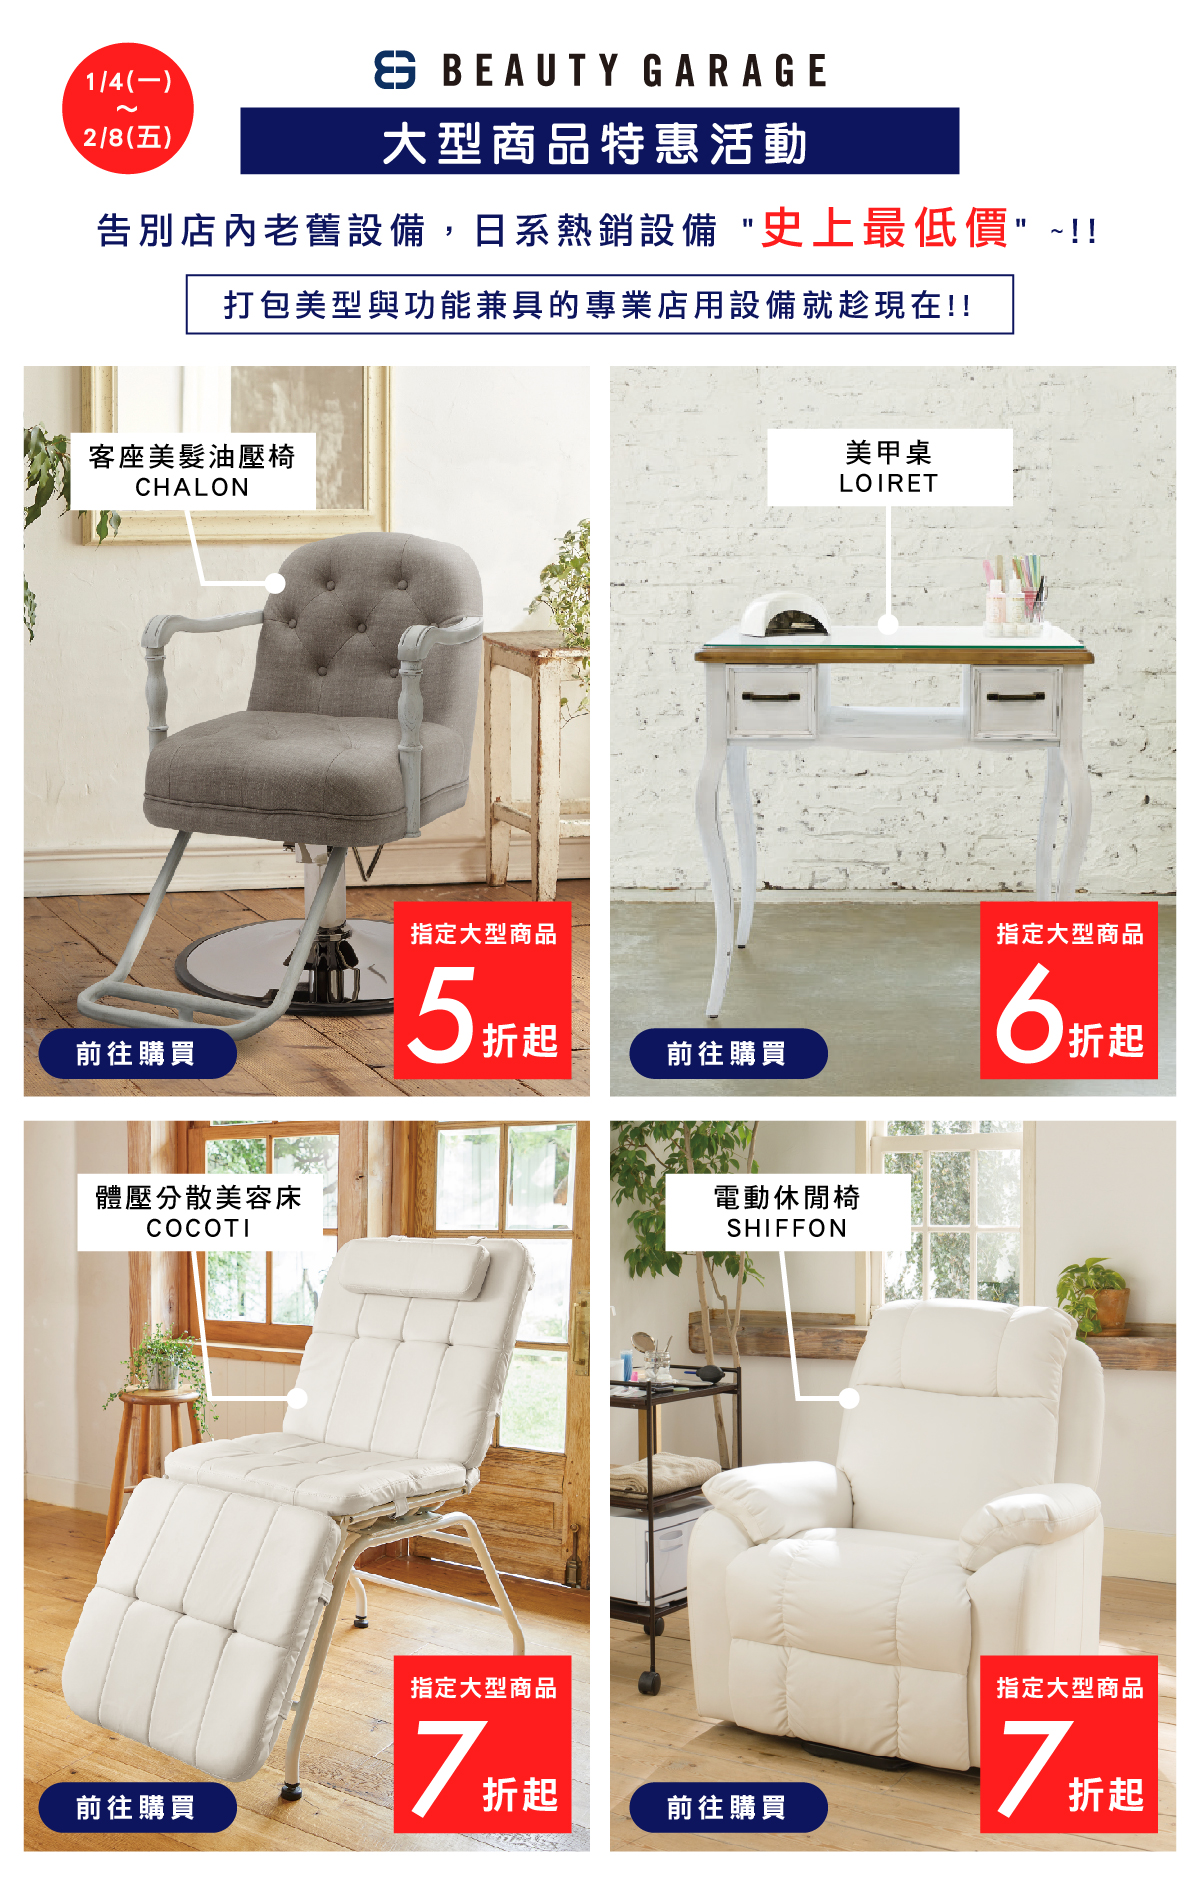 1/4(一)
～
2/8(五)
BEAUTY GARAGE
大型商品特惠活動
告別店內老舊設備，日系熱銷設備 "史上最低價" ~!!
打包美型與功能兼具的專業店用設備就趁現在!!
客座美髮油壓椅
CHALON
指定大型商品
5折起
前往購買
美甲桌
LOIRET
指定大型商品
6折起
前往購買
體壓分散美容床
COCOTI
指定大型商品
7折起
前往購買
電動休閒椅
SHIFFON
指定大型商品
7折起
前往購買